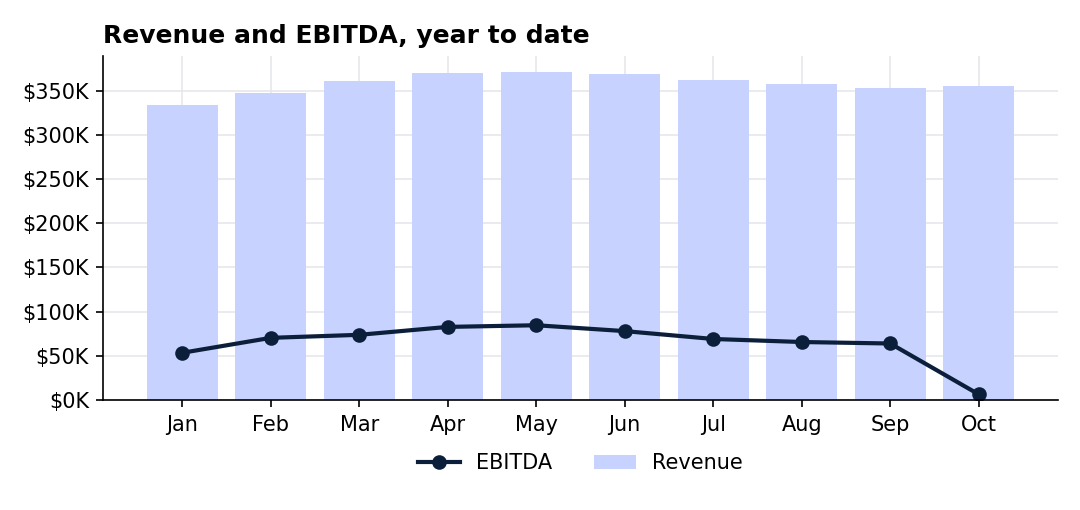 Revenue and EBITDA, year to date
$350K
$300K
$250K
$200K
$150K
$100K
$50K
$0K
Jan Feb Mar Apr May Jun Jul Aug Sep Oct
EBITDA Revenue